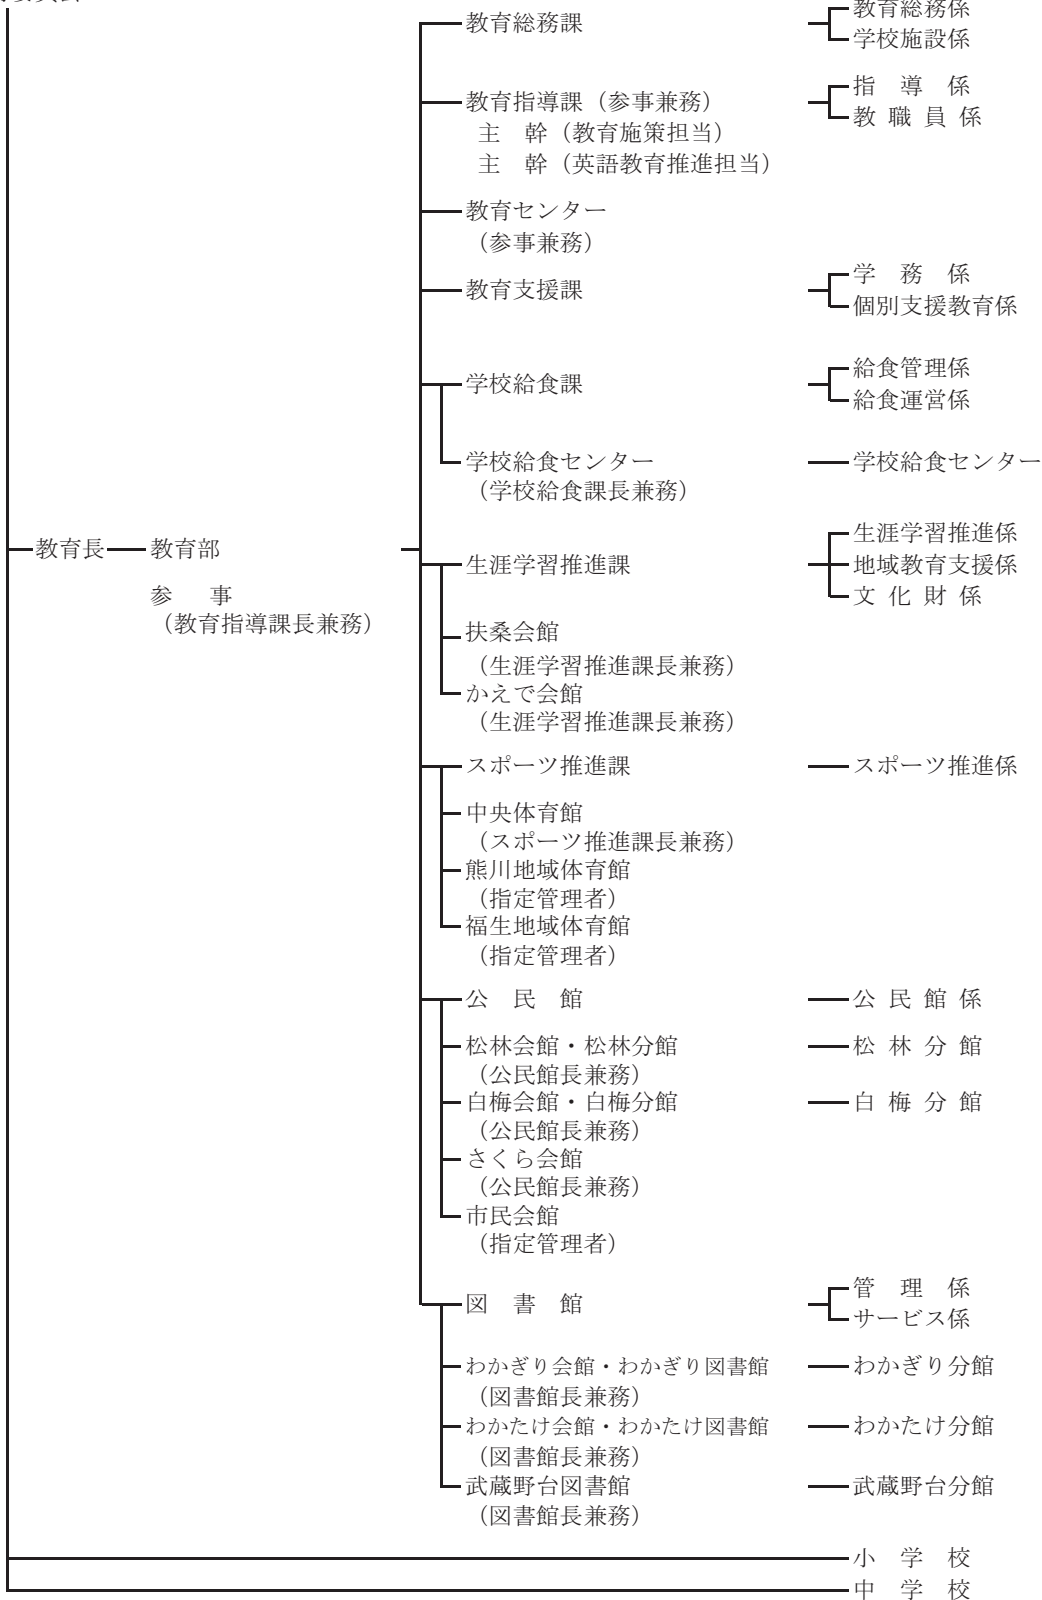 教育総務課 教育総務係
学校施設係
教育指導課（参事兼務） 指　導　係
教 職 員 係
主　幹（教育施策担当）
主　幹（英語教育推進担当）
教育センター
（参事兼務）
教育支援課 学　務　係
個別支援教育係
学校給食課 給食管理係
給食運営係
学校給食センター 学校給食センター
（学校給食課長兼務）
教育長 教育部
参　事
（教育指導課長兼務）
生涯学習推進課 生涯学習推進係
地域教育支援係
文 化 財 係
扶桑会館
（生涯学習推進課長兼務）
かえで会館
（生涯学習推進課長兼務）
スポーツ推進課 スポーツ推進係
中央体育館
（スポーツ推進課長兼務）
熊川地域体育館
（指定管理者）
福生地域体育館
（指定管理者）
公　民　館 公 民 館 係
松林会館・松林分館 松 林 分 館
（公民館長兼務）
白梅会館・白梅分館 白 梅 分 館
（公民館長兼務）
さくら会館
（公民館長兼務）
市民会館
（指定管理者）
図　書　館 管　理　係
サービス係
わかぎり会館・わかぎり図書館 わかぎり分館
（図書館長兼務）
わかたけ会館・わかたけ図書館 わかたけ分館
（図書館長兼務）
武蔵野台図書館 武蔵野台分館
（図書館長兼務）
小　学　校
中　学　校